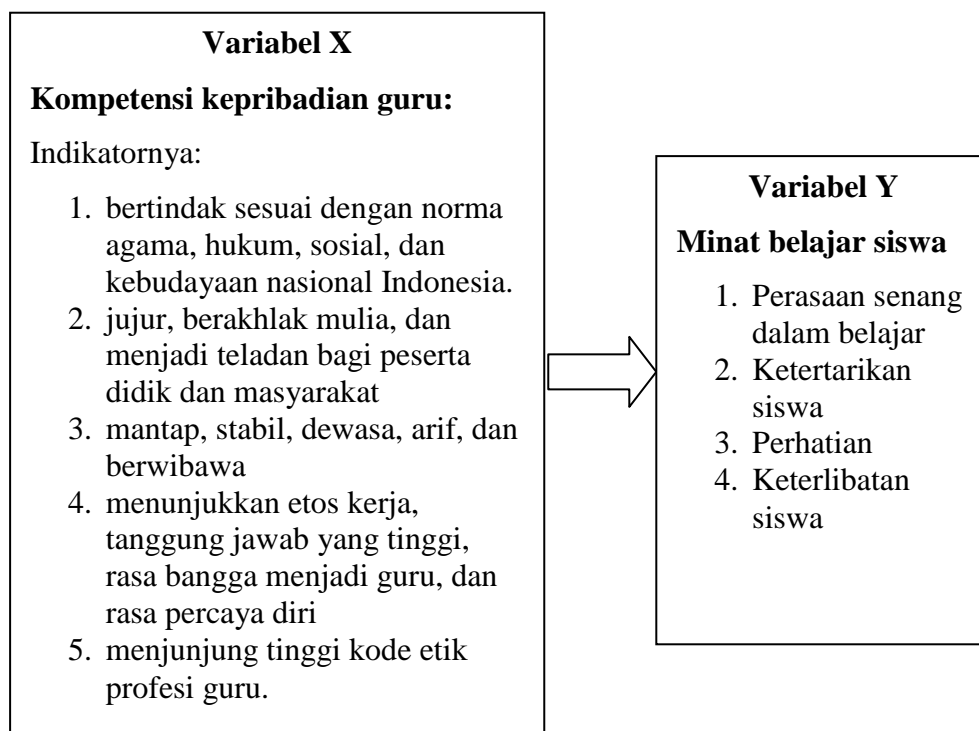 Variabel X
Kompetensi kepribadian guru:
Indikatornya:
1. bertindak sesuai dengan norma
agama, hukum, sosial, dan
kebudayaan nasional Indonesia.
2. jujur, berakhlak mulia, dan
menjadi teladan bagi peserta
didik dan masyarakat
3. mantap, stabil, dewasa, arif, dan
berwibawa
4. menunjukkan etos kerja,
tanggung jawab yang tinggi,
rasa bangga menjadi guru, dan
rasa percaya diri
5. menjunjung tinggi kode etik
profesi guru.
Variabel Y
Minat belajar siswa
1. Perasaan senang
dalam belajar
2. Ketertarikan
siswa
3. Perhatian
4. Keterlibatan
siswa